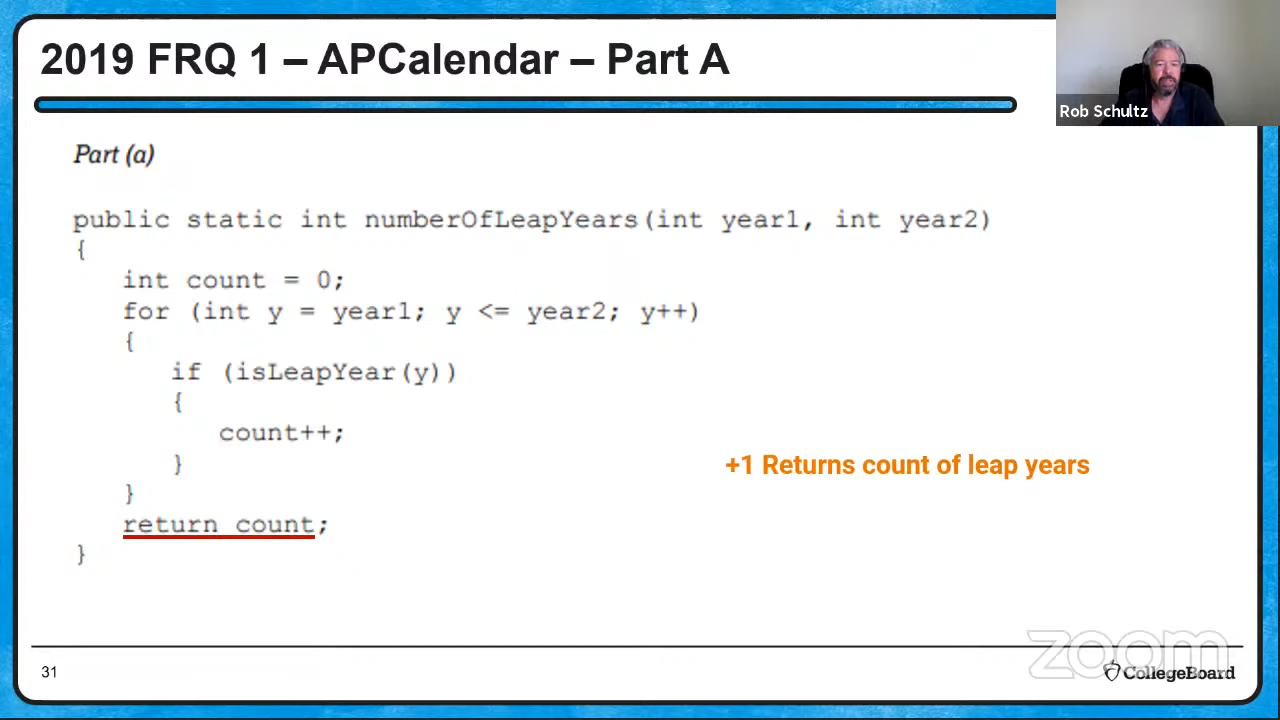 2019 FRQ 1 – APCalendar – Part A
Rob Schultz
Part (a)
public static int numberOfLeapYears(int year1, int year2)
{
int count = 0;
for (int y = year1; y <= year2; y++)
{
if (isLeapYear(y))
{
count++;
}
}
return count;
}
+1 Returns count of leap years
31
zoom
CollegeBoard